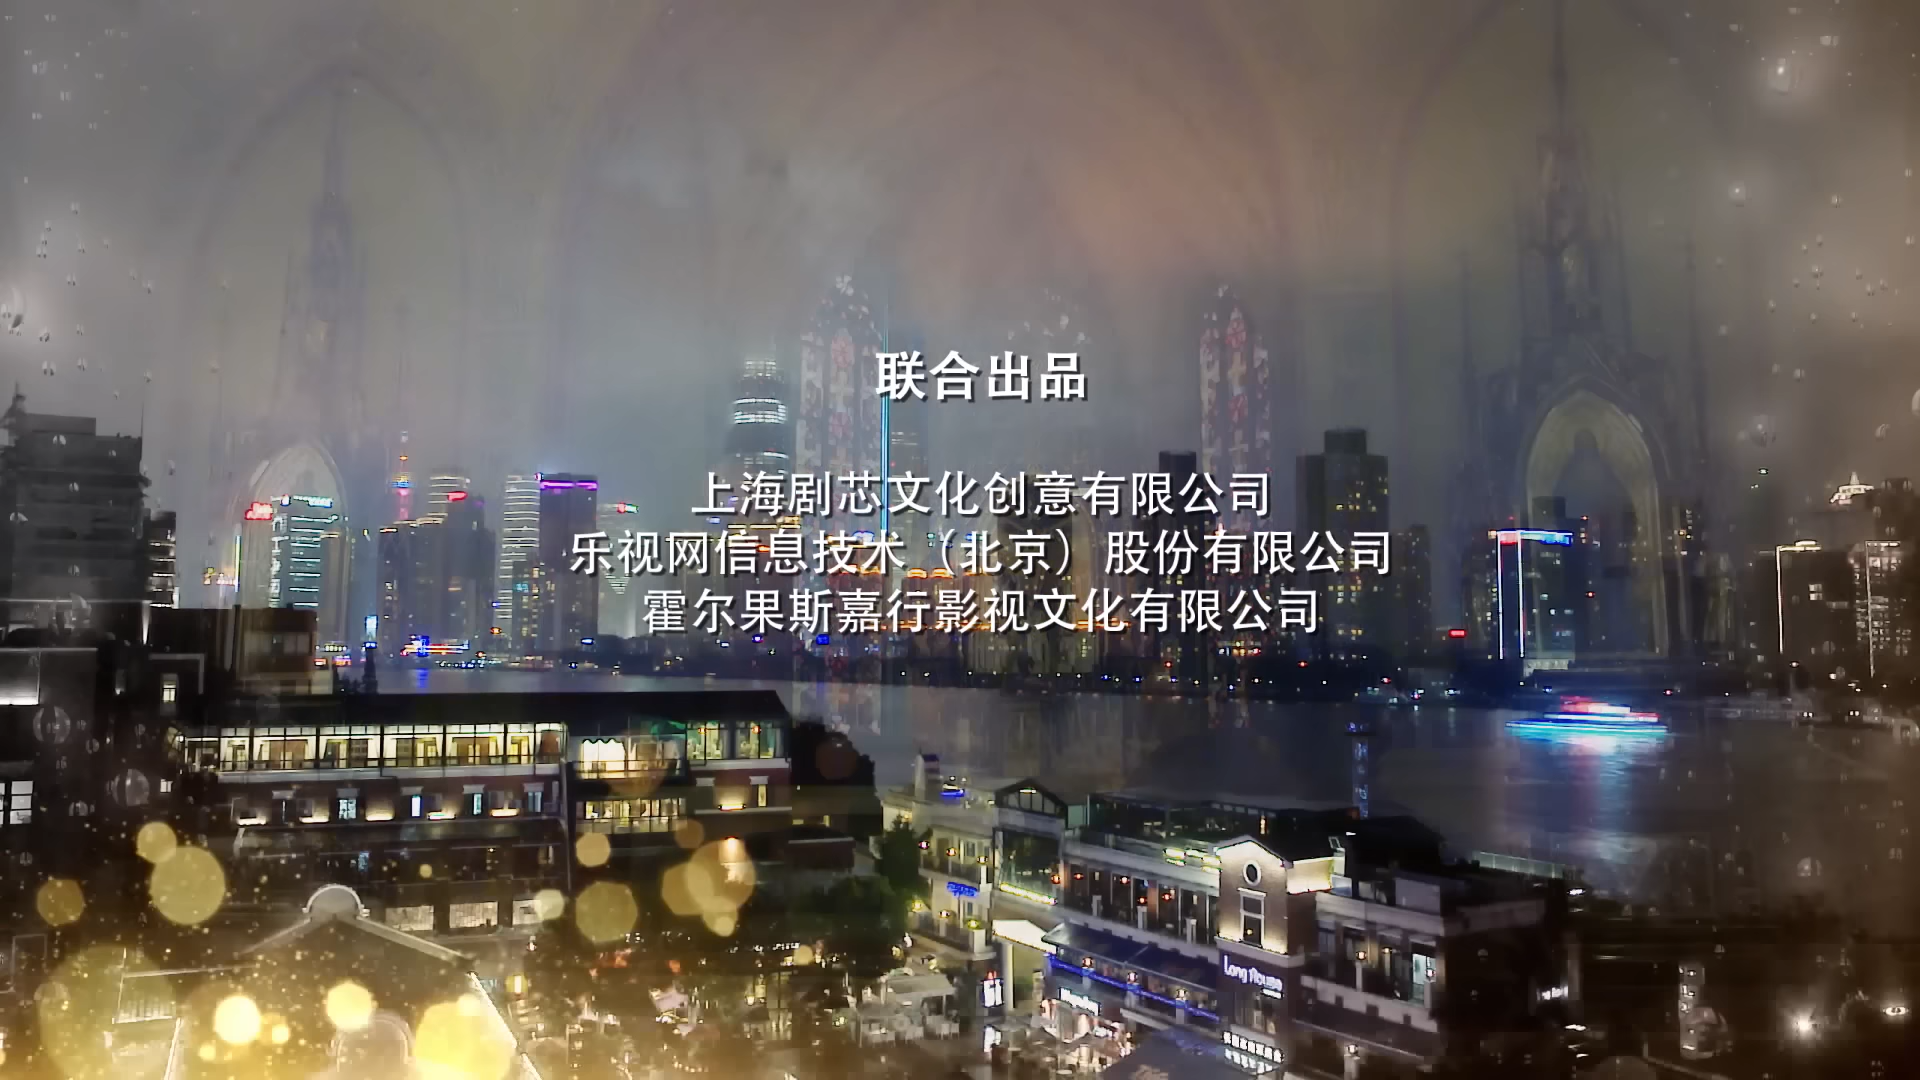 联合出品
上海剧芯文化创意有限公司
乐视网信息技术（北京）股份有限公司
霍尔果斯嘉行影视文化有限公司
Long House